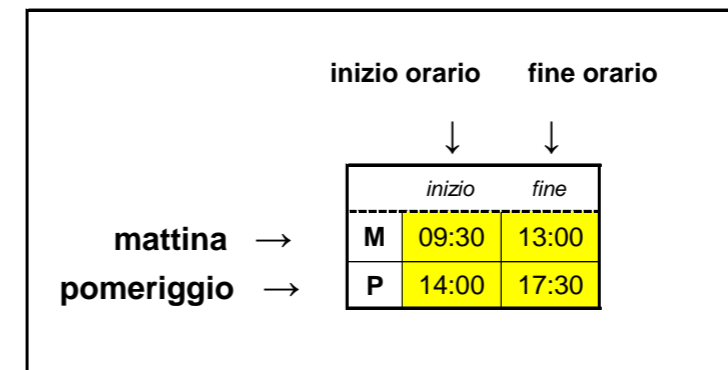 inizio orario fine orario
↓ ↓
inizio fine
mattina → M 09:30 13:00
pomeriggio → P 14:00 17:30